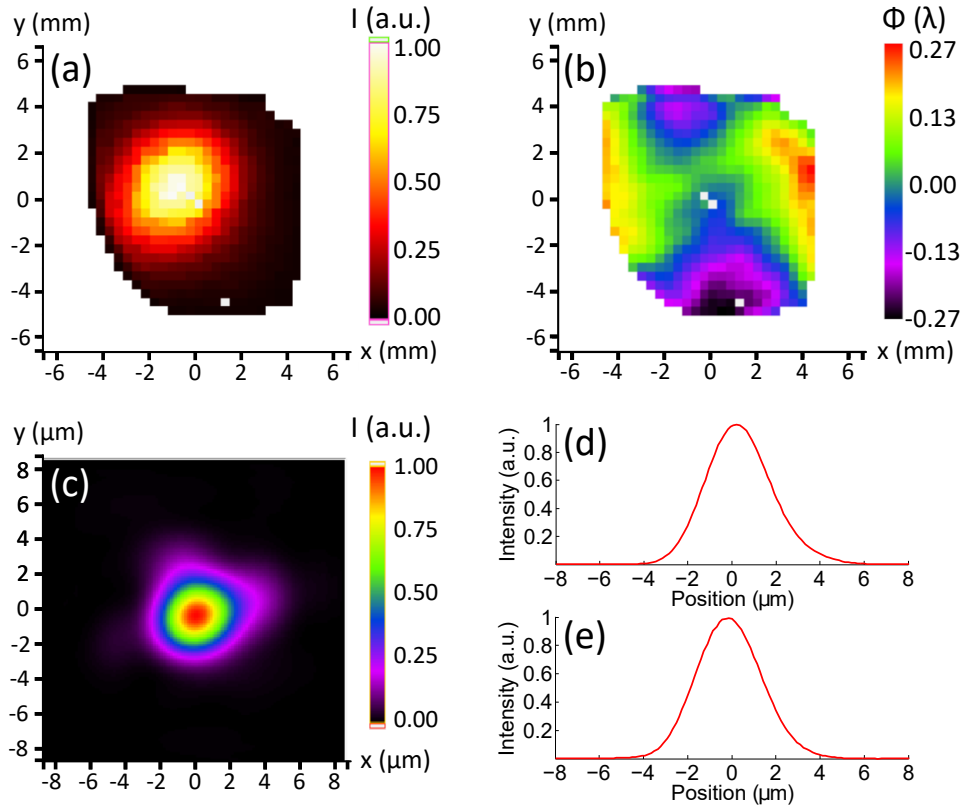 y (mm)
I (a.u.)
(a)
6
4
2
0
-2
-4
-6
1.00
0.75
0.50
0.25
0.00
x (mm)
-6 -4 -2 0 2 4 6
y (mm)
Φ (λ)
(b)
6
4
2
0
-2
-4
-6
0.27
0.13
0.00
-0.13
-0.27
x (mm)
-6 -4 -2 0 2 4 6
y (µm)
I (a.u.)
(c)
8
6
4
2
0
-2
-4
-6
-8
1.00
0.75
0.50
0.25
0.00
x (µm)
-8 -6 -4 -2 0 2 4 6 8
(d)
Intensity (a.u.)
1
0.8
0.6
0.4
0.2
−8 −6 −4 −2 0 2 4 6 8
Position (µm)
(e)
Intensity (a.u.)
1
0.8
0.6
0.4
0.2
−8 −6 −4 −2 0 2 4 6 8
Position (µm)